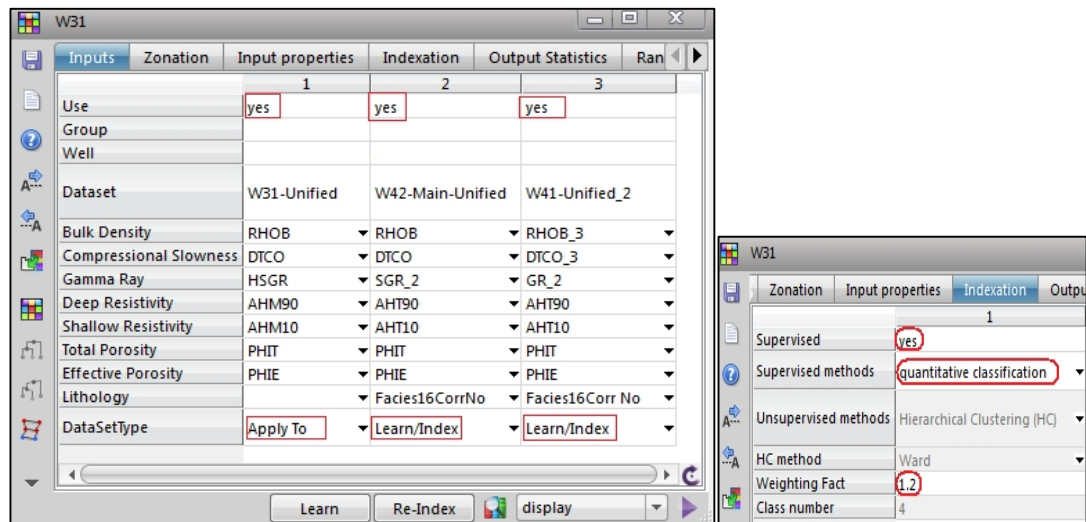 W31
Inputs Zonation Input properties Indexation Output Statistics Ran
1 2 3
Use yes yes yes
Group
Well
Dataset W31-Unified W42-Main-Unified W41-Unified_2
Bulk Density RHOB RHOB RHOB_3
Compressional Slowness DTCO DTCO DTCO_3
Gamma Ray HSGR SGR_2 GR_2
Deep Resistivity AHM90 AHT90 AHT90
Shallow Resistivity AHM10 AHT10 AHT10
Total Porosity PHIT PHIT PHIT
Effective Porosity PHIE PHIE PHIE
Lithology Facies16CorrNo Facies16Corr No
DataSetType Apply To Learn/Index Learn/Index
Learn Re-Index display
W31
Zonation Input properties Indexation Outpu
1
Supervised yes
Supervised methods quantitative classification
Unsupervised methods Hierarchical Clustering (HC)
HC method Ward
Weighting Fact 1.2
Class number 4